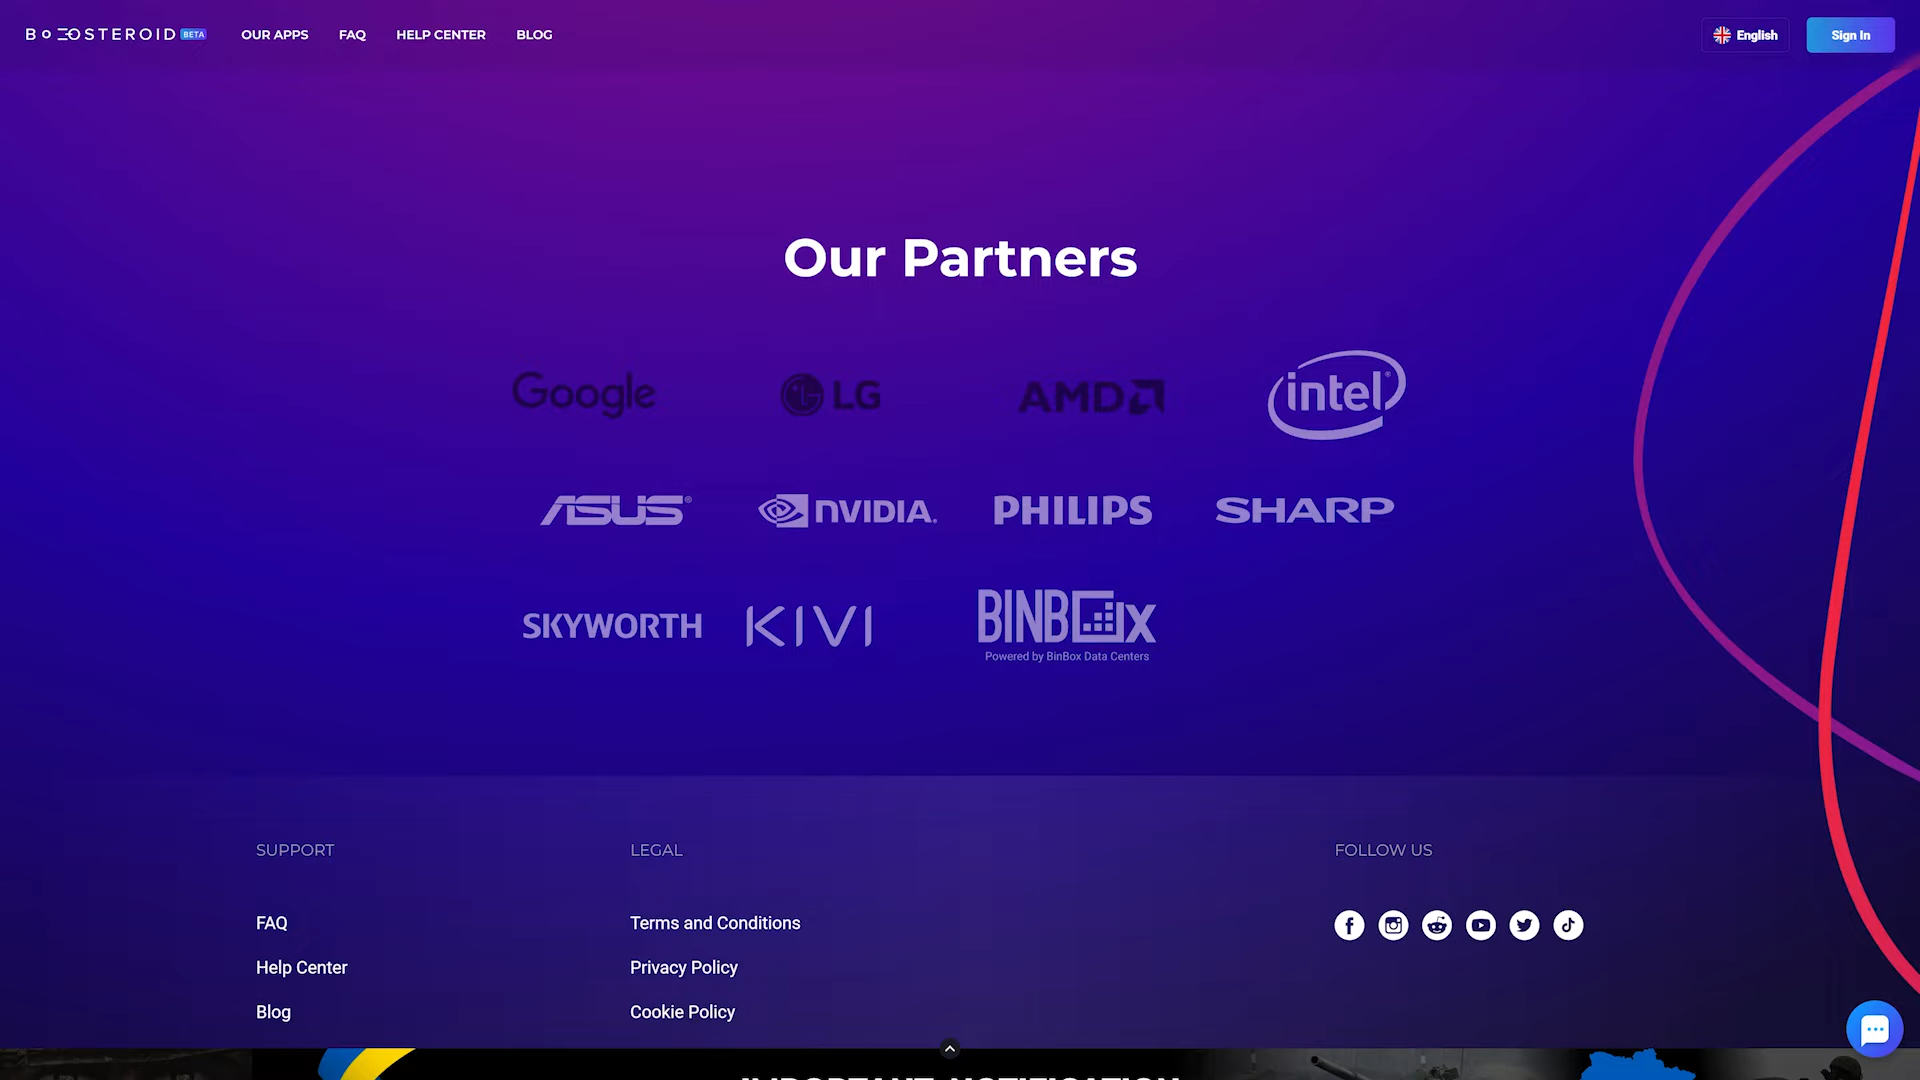 BOOSTEROID BETA OUR APPS FAQ HELP CENTER BLOG English Sign In
Our Partners
Google LG AMD intel
ASUS NVIDIA. PHILIPS SHARP
SKYWORTH KIVI BINBOX
Powered by BinBox Data Centers
SUPPORT LEGAL FOLLOW US
FAQ Terms and Conditions
Help Center Privacy Policy
Blog Cookie Policy
IMPORTANT NOTIFICATION